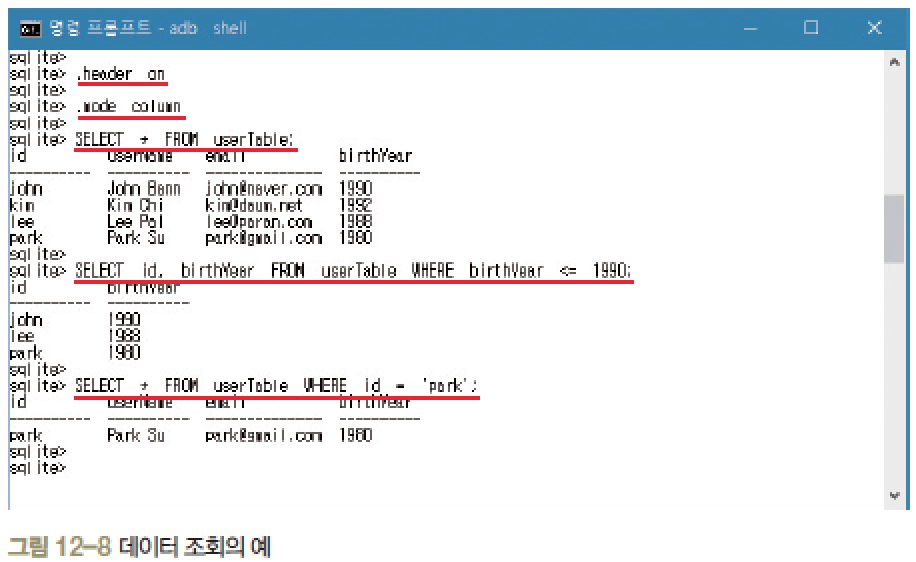 명령 프롬프트 - adb shell
sqlite>
sqlite> .header on
sqlite>
sqlite> .mode column
sqlite>
sqlite> SELECT * FROM userTable;
id userName email birthYear
---------- ---------- -------------- ----------
john John Bann john@naver.com 1990
kim Kim Chi kim@daum.net 1992
lee Lee Pal lee@paran.com 1988
park Park Su park@gmail.com 1980
sqlite>
sqlite> SELECT id, birthYear FROM userTable WHERE birthYear <= 1990;
id birthYear
---------- ----------
john 1990
lee 1988
park 1980
sqlite>
sqlite> SELECT * FROM userTable WHERE id = 'park';
id userName email birthYear
---------- ---------- -------------- ----------
park Park Su park@gmail.com 1980
sqlite>
sqlite>
그림 12-8 데이터 조회의 예